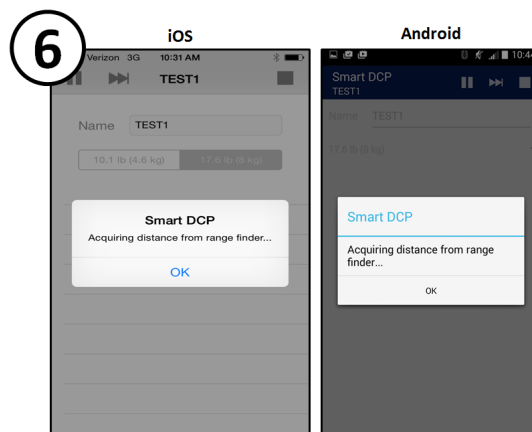 6
iOS
Android
Verizon 3G 10:31 AM
TEST1
Name TEST1
10.1 lb (4.6 kg) 17.6 lb (8 kg)
Smart DCP
Acquiring distance from range finder...
OK
10:44
Smart DCP
TEST1
Name TEST1
17.6 lb (8 kg)
Smart DCP
Acquiring distance from range
finder...
OK